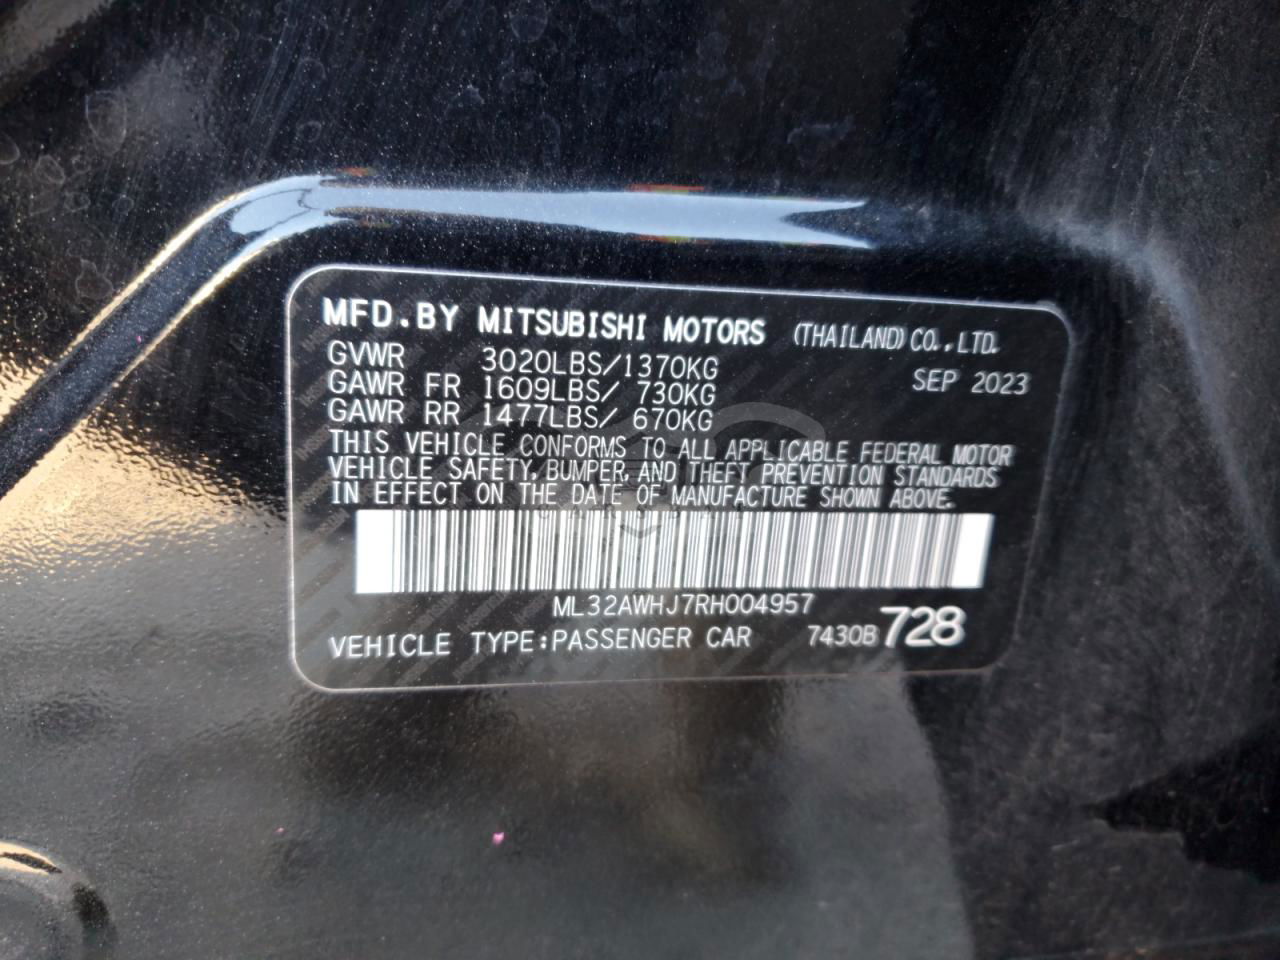 MFD.BY MITSUBISHI MOTORS (THAILAND) CO.,LTD.
GVWR 3020LBS/1370KG SEP 2023
GAWR FR 1609LBS/ 730KG
GAWR RR 1477LBS/ 670KG
THIS VEHICLE CONFORMS TO ALL APPLICABLE FEDERAL MOTOR
VEHICLE SAFETY, BUMPER, AND THEFT PREVENTION STANDARDS
IN EFFECT ON THE DATE OF MANUFACTURE SHOWN ABOVE.
ML32AWHJ7RH004957
VEHICLE TYPE:PASSENGER CAR 7430B 728